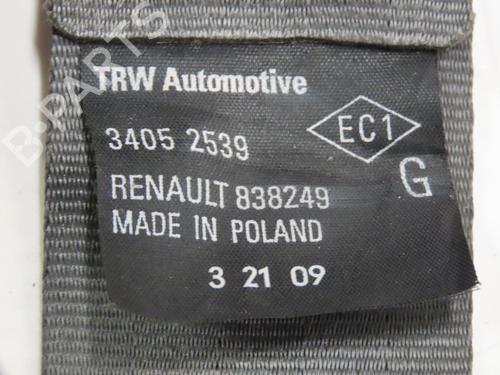 B-PARTS
TRW Automotive
3405 2539
EC1
G
RENAULT 838249
MADE IN POLAND
3 21 09